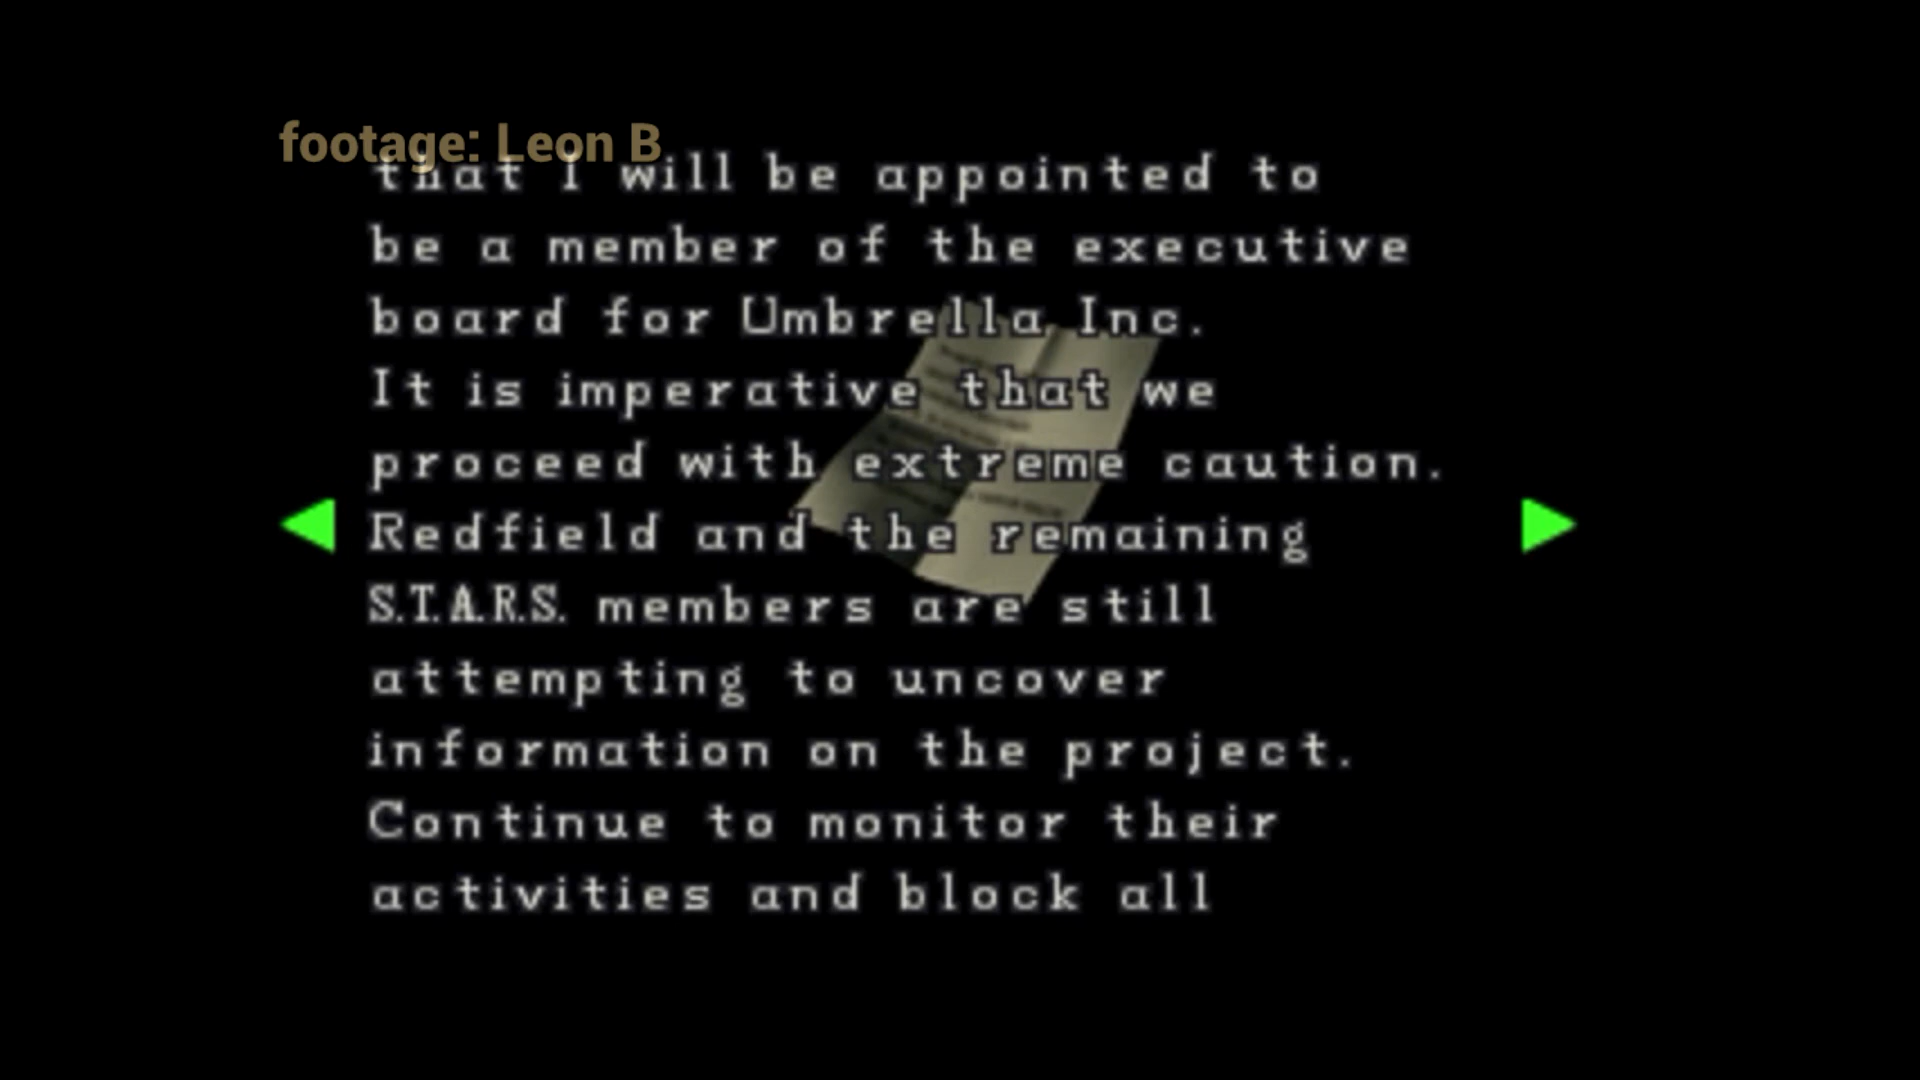 footage: Leon B
that I will be appointed to
be a member of the executive
board for Umbrella Inc.
It is imperative that we
proceed with extreme caution.
Redfield and the remaining
S.T.A.R.S. members are still
attempting to uncover
information on the project.
Continue to monitor their
activities and block all